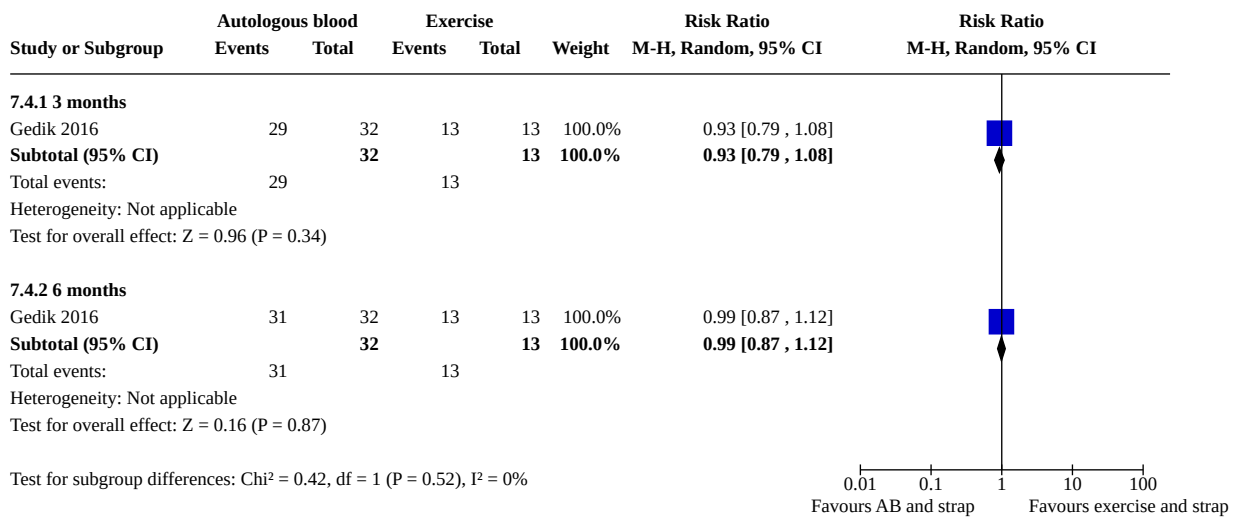 Autologous blood Exercise Risk Ratio Risk Ratio
Study or Subgroup Events Total Events Total Weight M-H, Random, 95% CI M-H, Random, 95% CI
7.4.1 3 months
Gedik 2016 29 32 13 13 100.0% 0.93 [0.79 , 1.08]
Subtotal (95% CI) 32 13 100.0% 0.93 [0.79 , 1.08]
Total events: 29 13
Heterogeneity: Not applicable
Test for overall effect: Z = 0.96 (P = 0.34)
7.4.2 6 months
Gedik 2016 31 32 13 13 100.0% 0.99 [0.87 , 1.12]
Subtotal (95% CI) 32 13 100.0% 0.99 [0.87 , 1.12]
Total events: 31 13
Heterogeneity: Not applicable
Test for overall effect: Z = 0.16 (P = 0.87)
Test for subgroup differences: Chi² = 0.42, df = 1 (P = 0.52), I² = 0%
0.01 0.1 1 10 100
Favours AB and strap Favours exercise and strap